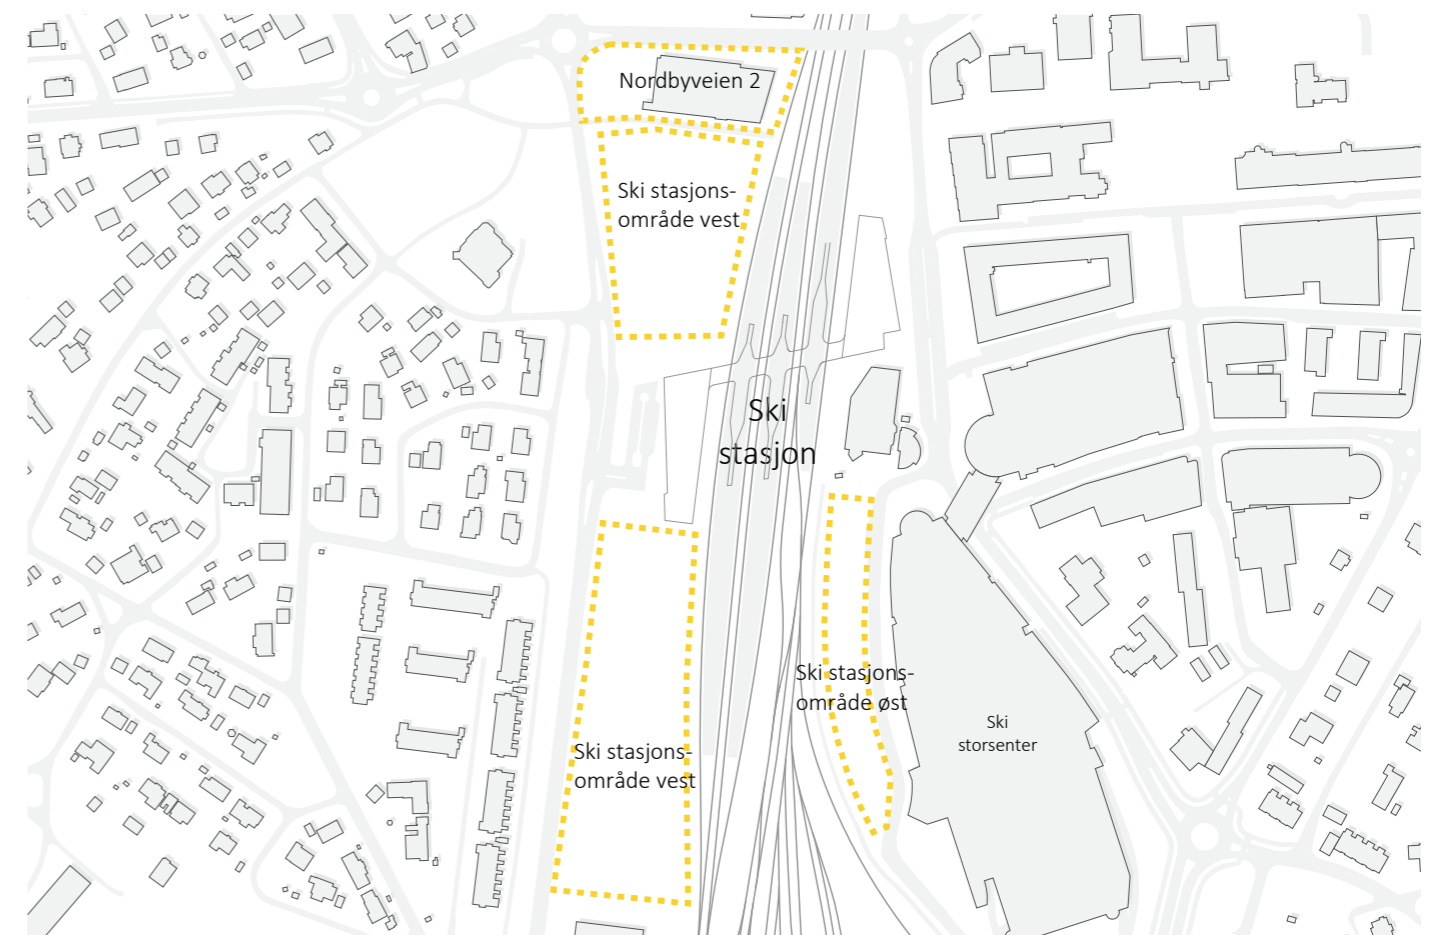 Nordbyveien 2
Ski stasjons-
område vest
Ski
stasjon
Ski stasjons-
område øst
Ski
storsenter
Ski stasjons-
område vest